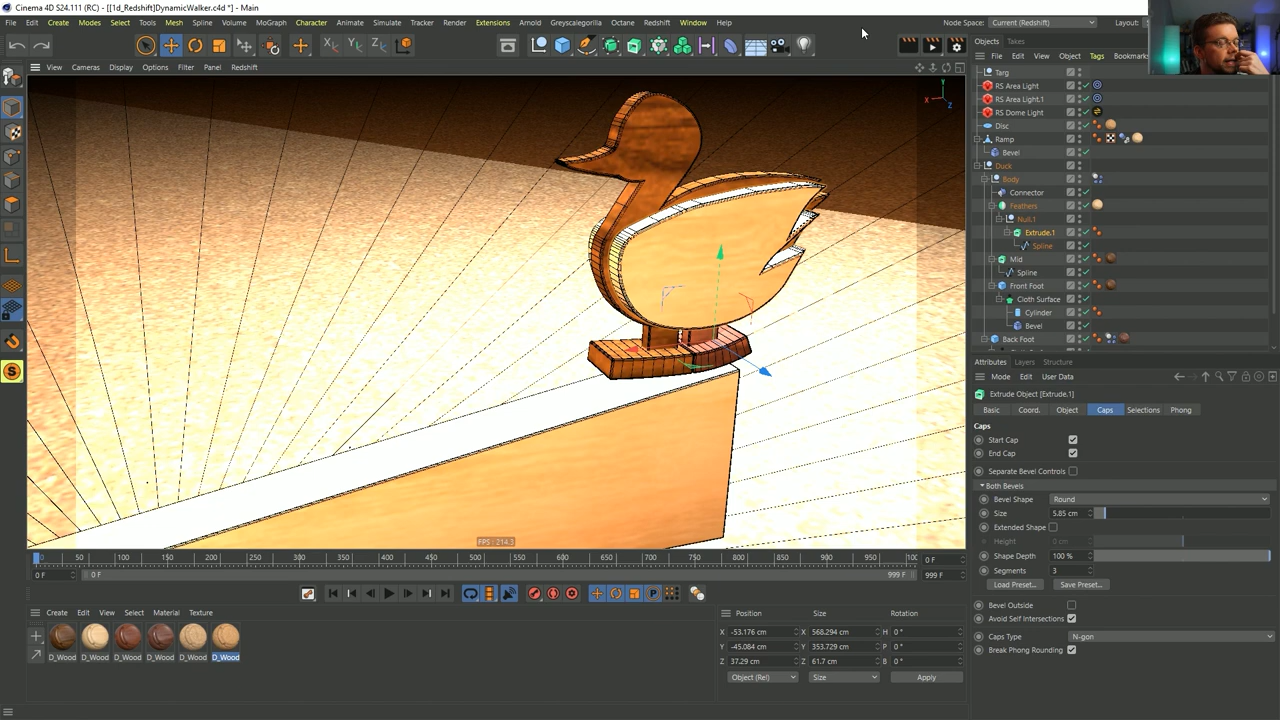 Cinema 4D S24.111 (RC) - [[1d_Redshift]DynamicWalker.c4d *] - Main
File Create Modes Select Tools Mesh Spline Volume MoGraph Character Animate Simulate Tracker Render Extensions Arnold Greyscalegorilla Octane Redshift Window Help Node Space: Current (Redshift) Layout:
View Cameras Display Options Filter Panel Redshift
Objects Takes
File Edit View Object Tags Bookmarks
Targ
RS Area Light
RS Area Light.1
RS Dome Light
Disc
Ramp
Bevel
Duck
Body
Connector
Feathers
Null.1
Extrude.1
Spline
Mid
Spline
Front Foot
Cloth Surface
Cylinder
Bevel
Back Foot
X Y Z
FPS : 214.3
Attributes Layers Structure
Mode Edit User Data
Extrude Object [Extrude.1]
Basic Coord. Object Caps Selections Phong
Caps
Start Cap
End Cap
Separate Bevel Controls
Both Bevels
Bevel Shape Round
Size 5.85 cm
Extended Shape
Height 0 cm
Shape Depth 100 %
Segments 3
Load Preset... Save Preset...
Bevel Outside
Avoid Self Intersections
Caps Type N-gon
Break Phong Rounding
0 50 100 150 200 250 300 350 400 450 500 550 600 650 700 750 800 850 900 950 0 F
0 F 0 F 999 F 999 F
Create Edit View Select Material Texture
D_Wood D_Wood D_Wood D_Wood D_Wood D_Wood
Position Size Rotation
X -53.176 cm X 568.294 cm H 0 °
Y -45.084 cm Y 353.729 cm P 0 °
Z 37.29 cm Z 61.7 cm B 0 °
Object (Rel) Size Apply